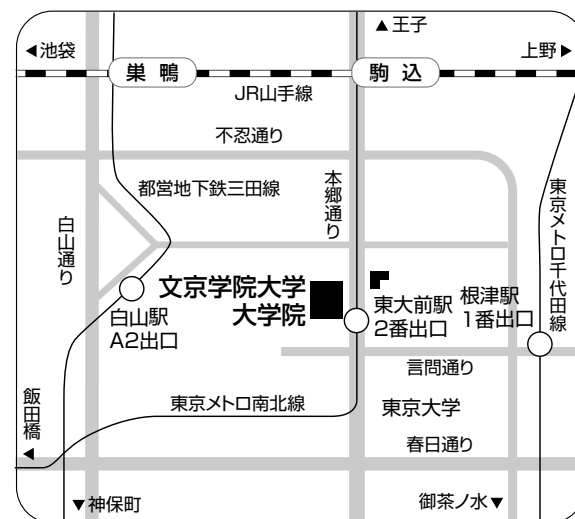 ▲王子
◀池袋
上野▶
巣鴨
駒込
JR山手線
不忍通り
都営地下鉄三田線
本郷通り
白山通り
東京メトロ千代田線
文京学院大学
大学院
白山駅
A2出口
東大前駅
2番出口
根津駅
1番出口
言問通り
東京メトロ南北線
東京大学
飯田橋
◀
春日通り
▼神保町
御茶ノ水▼